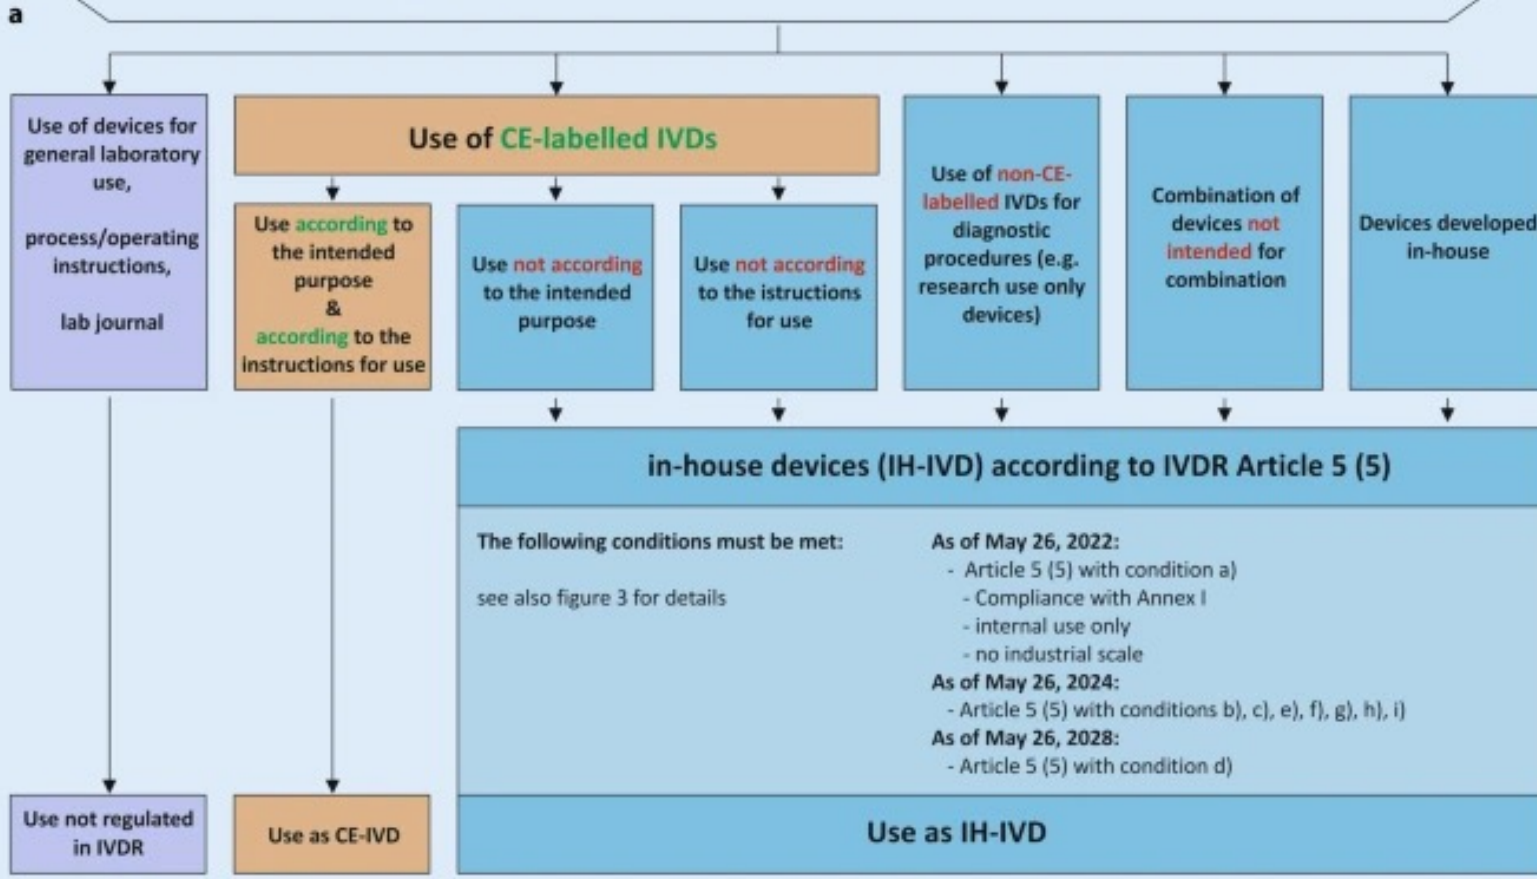 a
Use of devices for
general laboratory
use,
process/operating
instructions,
lab journal
Use of CE-labelled IVDs
Use according to
the intended
purpose
&
according to the
instructions for use
Use not according
to the intended
purpose
Use not according
to the istructions
for use
Use of non-CE-
labelled IVDs for
diagnostic
procedures (e.g.
research use only
devices)
Combination of
devices not
intended for
combination
Devices developed
in-house
in-house devices (IH-IVD) according to IVDR Article 5 (5)
The following conditions must be met:
see also figure 3 for details
As of May 26, 2022:
- Article 5 (5) with condition a)
- Compliance with Annex I
- internal use only
- no industrial scale
As of May 26, 2024:
- Article 5 (5) with conditions b), c), e), f), g), h), i)
As of May 26, 2028:
- Article 5 (5) with condition d)
Use not regulated
in IVDR
Use as CE-IVD
Use as IH-IVD